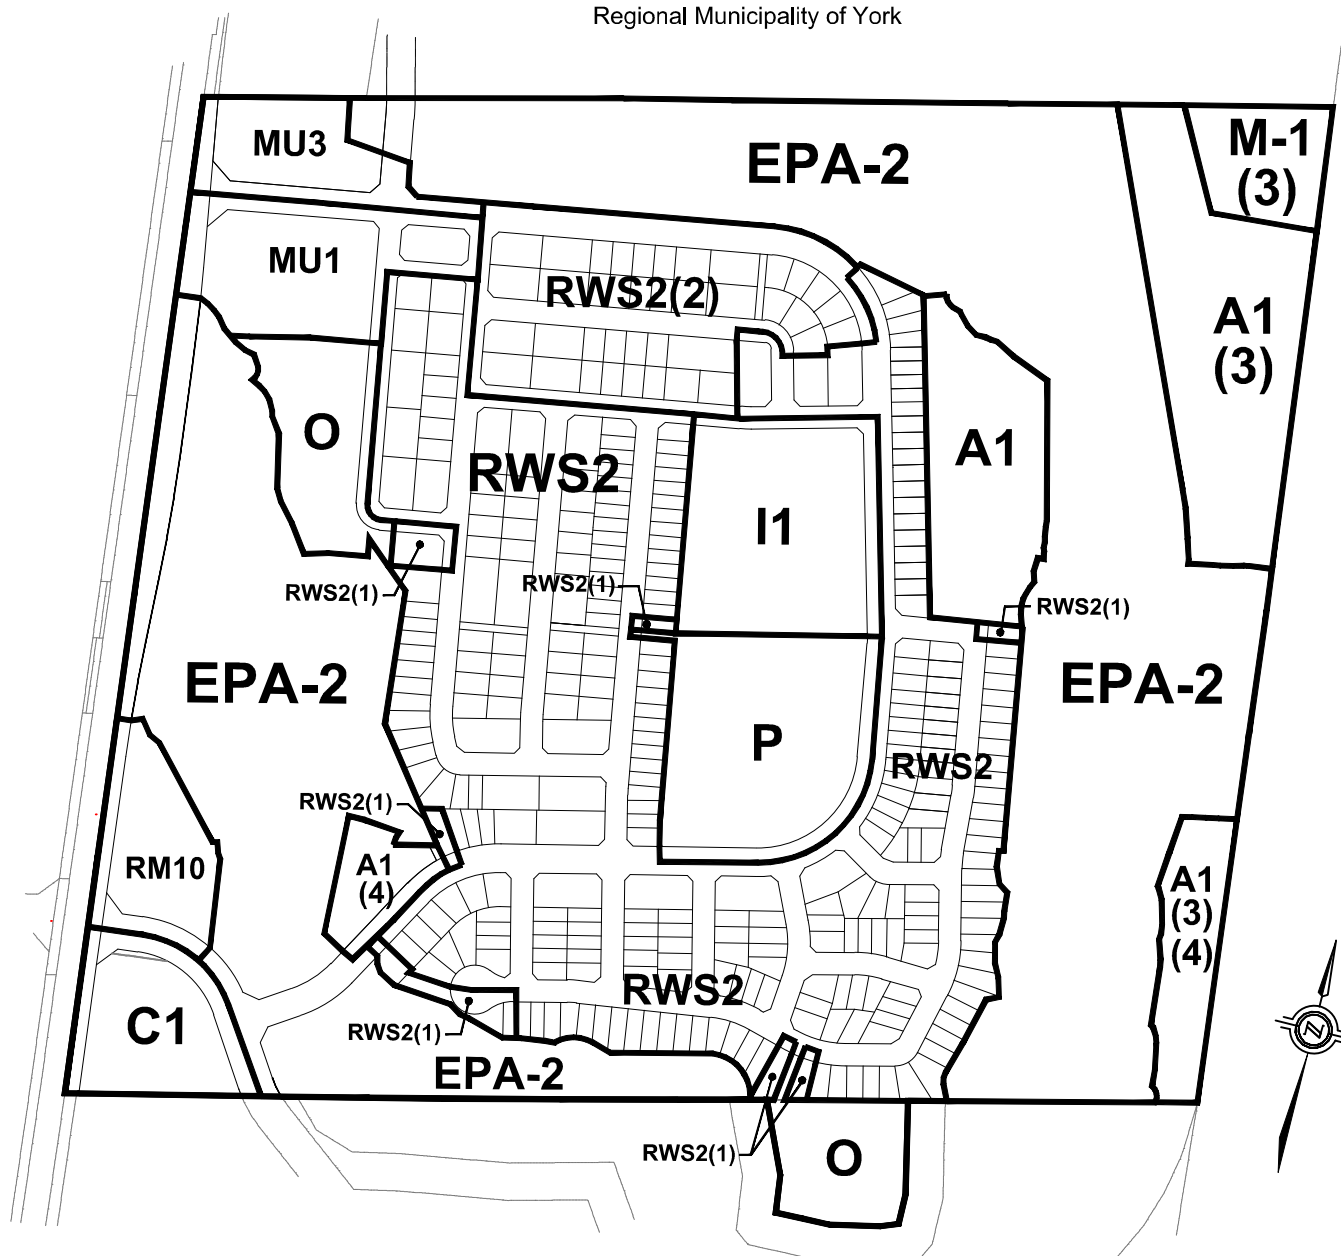 Regional Municipality of York
MU3
EPA-2
M-1
(3)
MU1
RWS2(2)
A1
(3)
O
RWS2
A1
I1
RWS2(1)
RWS2(1)
RWS2(1)
EPA-2
EPA-2
P
RWS2
RWS2(1)
RM10
A1
(4)
A1
(3)
(4)
RWS2
C1
RWS2(1)
N
EPA-2
RWS2(1)
O